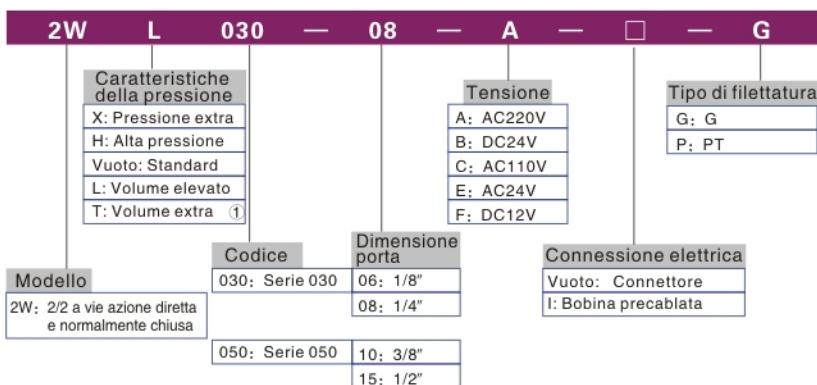 2W L 030 — 08 — A — □ — G
Caratteristiche
della pressione
X: Pressione extra
H: Alta pressione
Vuoto: Standard
L: Volume elevato
T: Volume extra ①
Tensione
A: AC220V
B: DC24V
C: AC110V
E: AC24V
F: DC12V
Tipo di filettatura
G: G
P: PT
Modello
2W: 2/2 a vie azione diretta
e normalmente chiusa
Codice
030: Serie 030
050: Serie 050
Dimensione
porta
06: 1/8"
08: 1/4"
10: 3/8"
15: 1/2"
Connessione elettrica
Vuoto: Connettore
I: Bobina precablata